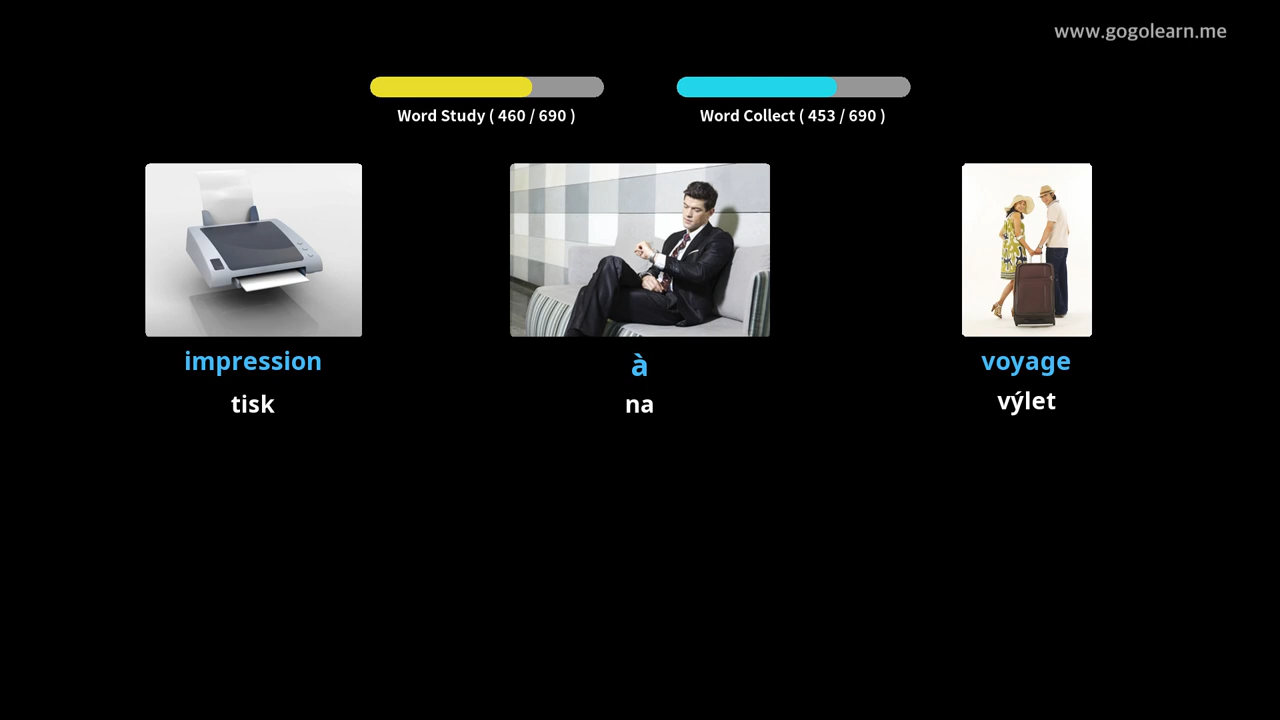 www.gogolearn.me
Word Study ( 460 / 690 )
Word Collect ( 453 / 690 )
impression
à
voyage
tisk
na
výlet